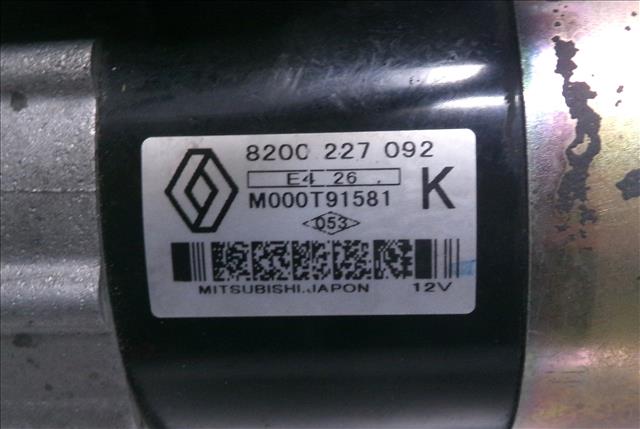 8200 227 092
E4 26 .
K
M000T91581
053
MITSUBISHI.JAPON 12V